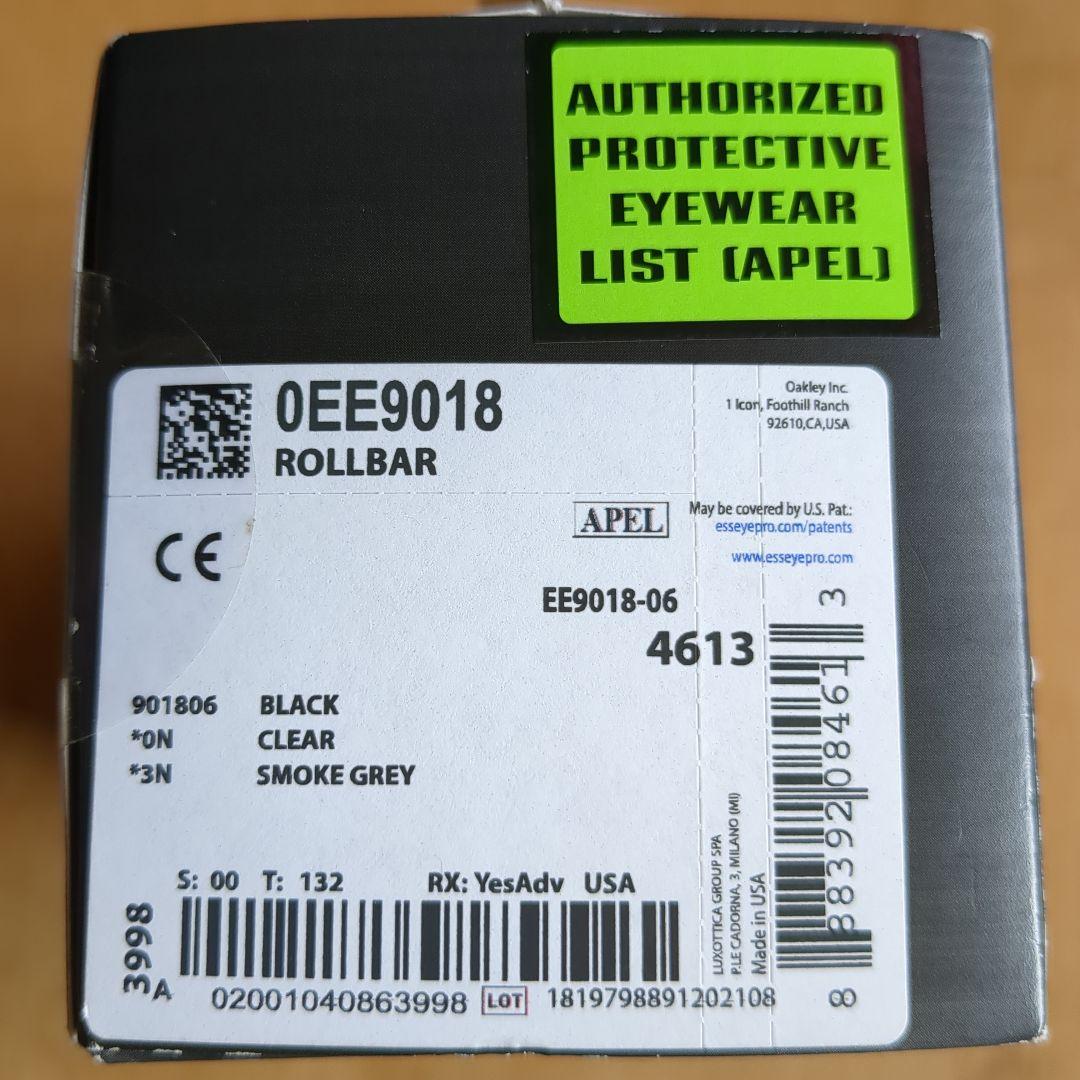 AUTHORIZED
PROTECTIVE
EYEWEAR
LIST (APEL)
0EE9018
ROLLBAR
Oakley Inc.
1 Icon, Foothill Ranch
92610,CA,USA
CE
APEL
May be covered by U.S. Pat.:
esseyepro.com/patents
www.esseyepro.com
EE9018-06
4613
901806 BLACK
*0N CLEAR
*3N SMOKE GREY
S: 00 T: 132 RX: YesAdv USA
3998
A
02001040863998 LOT 1819798891202108
LUXOTTICA GROUP SPA
P.LE CADORNA, 3, MILANO (MI)
Made in USA
8 88392 08461 3